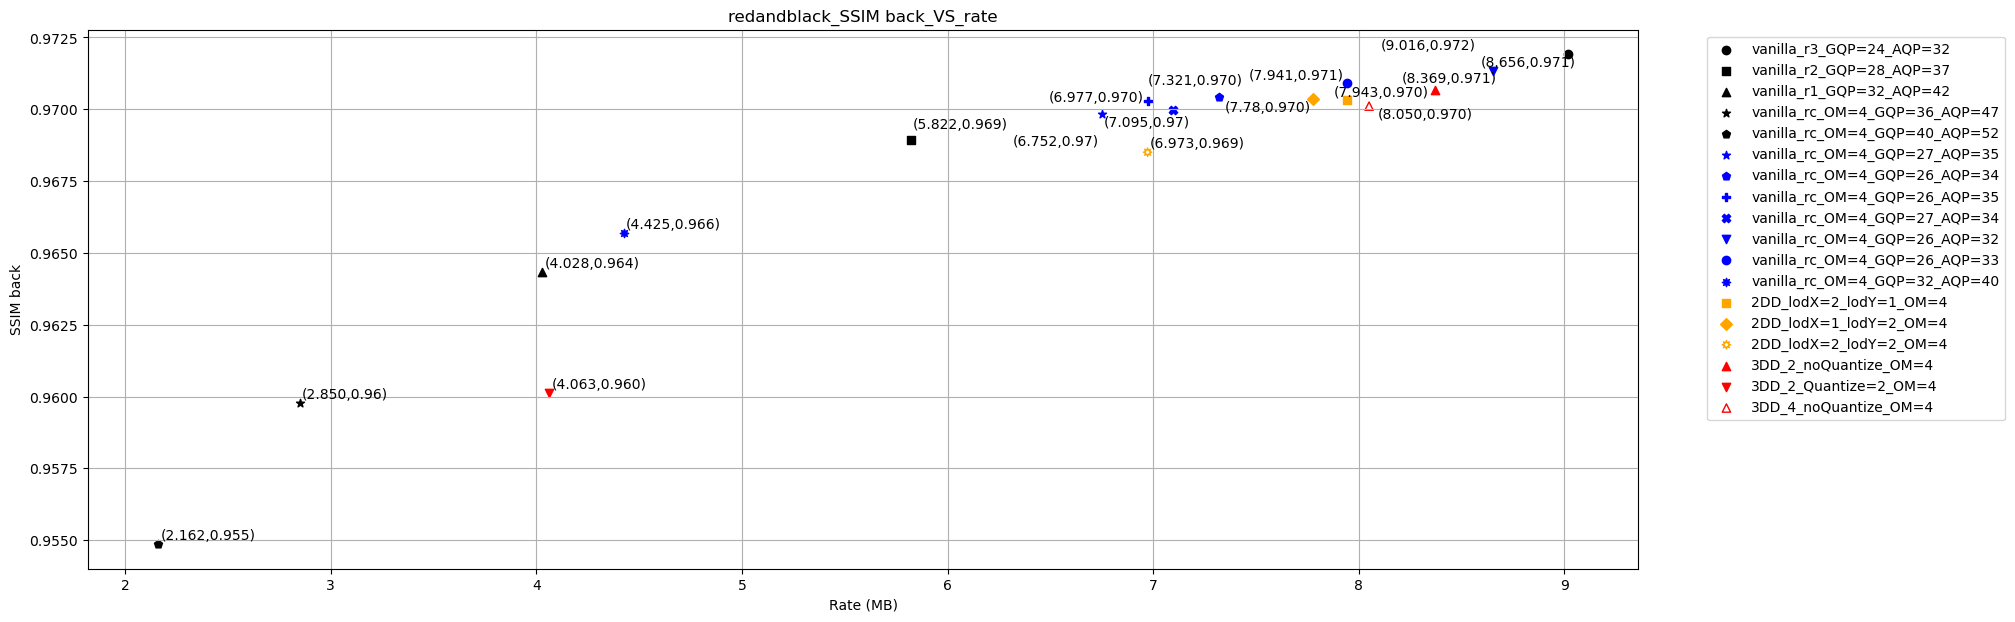 redandblack_SSIM back_VS_rate
SSIM back
0.9725
0.9700
0.9675
0.9650
0.9625
0.9600
0.9575
0.9550
(9.016,0.972)
(8.656,0.971)
(7.941,0.971)
(8.369,0.971)
(7.321,0.970)
(7.943,0.970)
(6.977,0.970)
(7.78,0.970)
(8.050,0.970)
(7.095,0.97)
(5.822,0.969)
(6.752,0.97)
(6.973,0.969)
(4.425,0.966)
(4.028,0.964)
(4.063,0.960)
(2.850,0.96)
(2.162,0.955)
2
3
4
5
6
7
8
9
Rate (MB)
vanilla_r3_GQP=24_AQP=32
vanilla_r2_GQP=28_AQP=37
vanilla_r1_GQP=32_AQP=42
vanilla_rc_OM=4_GQP=36_AQP=47
vanilla_rc_OM=4_GQP=40_AQP=52
vanilla_rc_OM=4_GQP=27_AQP=35
vanilla_rc_OM=4_GQP=26_AQP=34
vanilla_rc_OM=4_GQP=26_AQP=35
vanilla_rc_OM=4_GQP=27_AQP=34
vanilla_rc_OM=4_GQP=26_AQP=32
vanilla_rc_OM=4_GQP=26_AQP=33
vanilla_rc_OM=4_GQP=32_AQP=40
2DD_lodX=2_lodY=1_OM=4
2DD_lodX=1_lodY=2_OM=4
2DD_lodX=2_lodY=2_OM=4
3DD_2_noQuantize_OM=4
3DD_2_Quantize=2_OM=4
3DD_4_noQuantize_OM=4